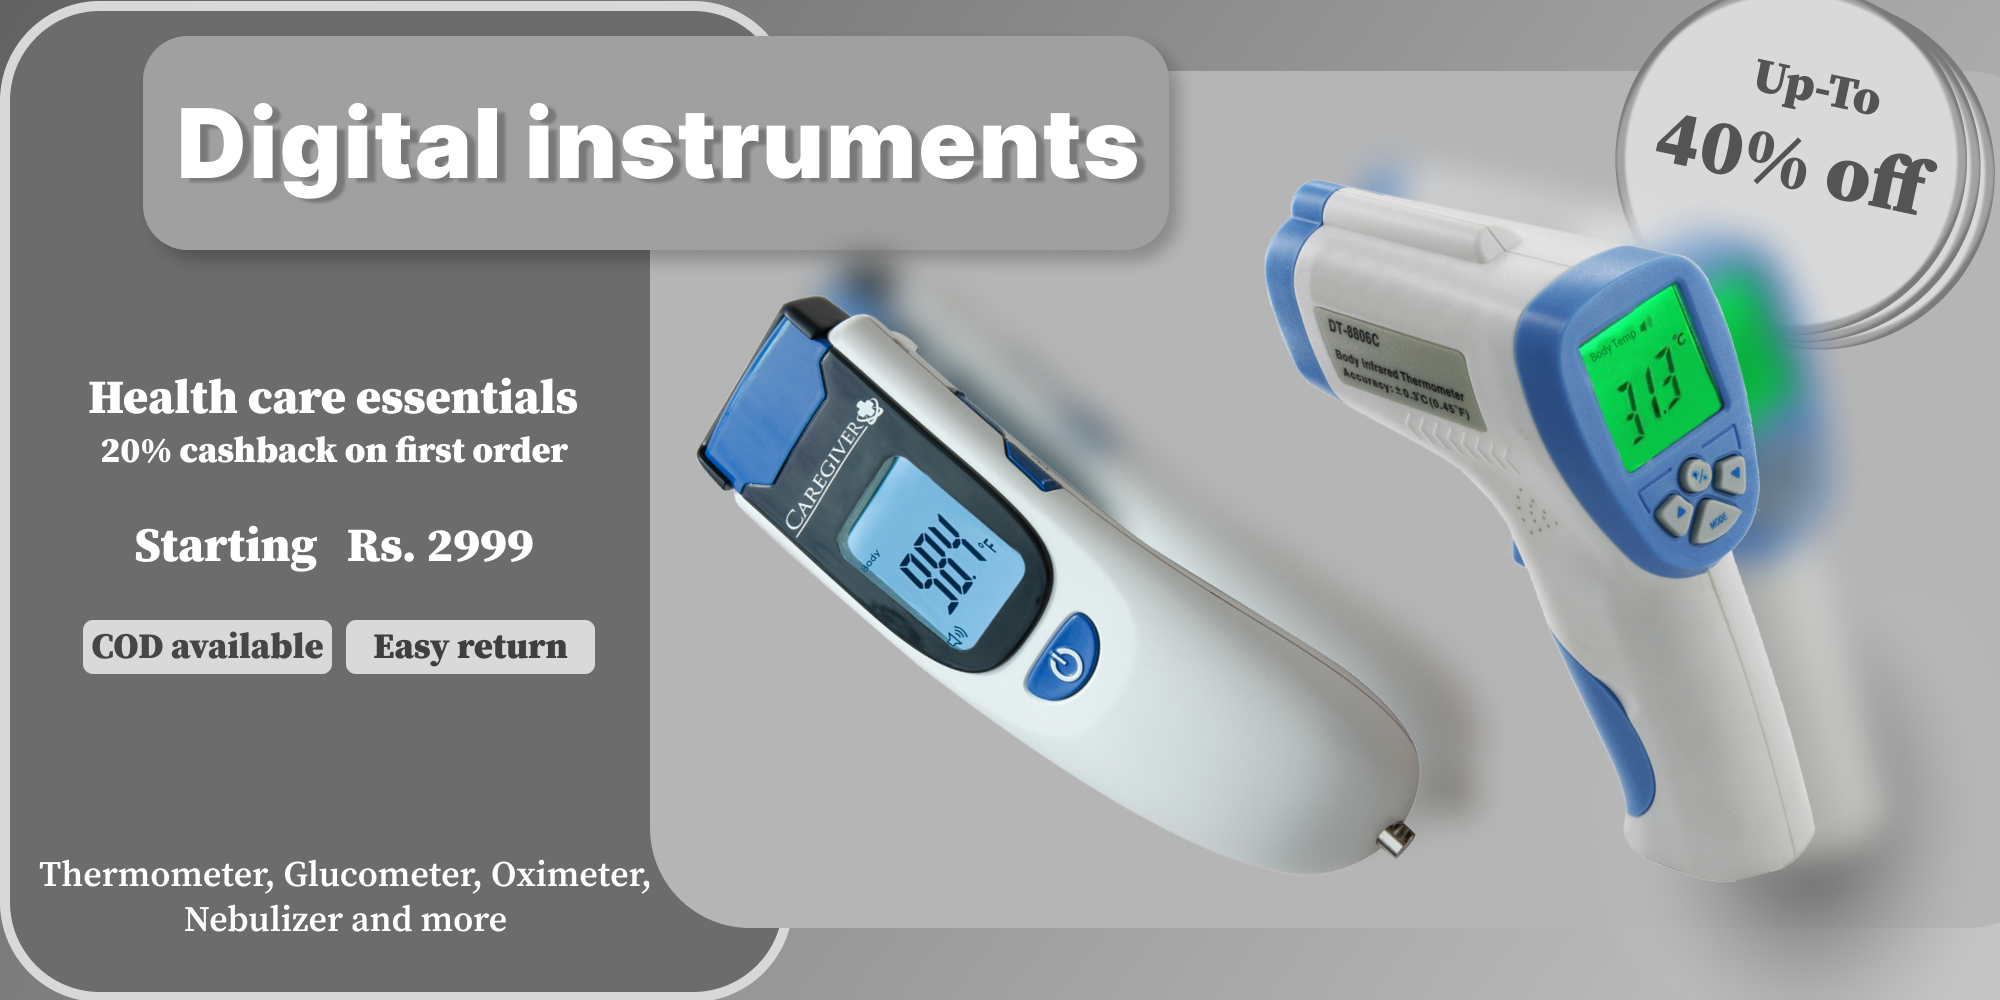 Digital instruments
Up-To
40% off
Health care essentials
20% cashback on first order
Starting Rs. 2999
COD available
Easy return
Thermometer, Glucometer, Oximeter,
Nebulizer and more
CAREGIVER
Body
°F
DT-8806C
Body Infrared Thermometer
Accuracy: ±0.3°C(0.45°F)
Body Temp
31.3 °C
MODE